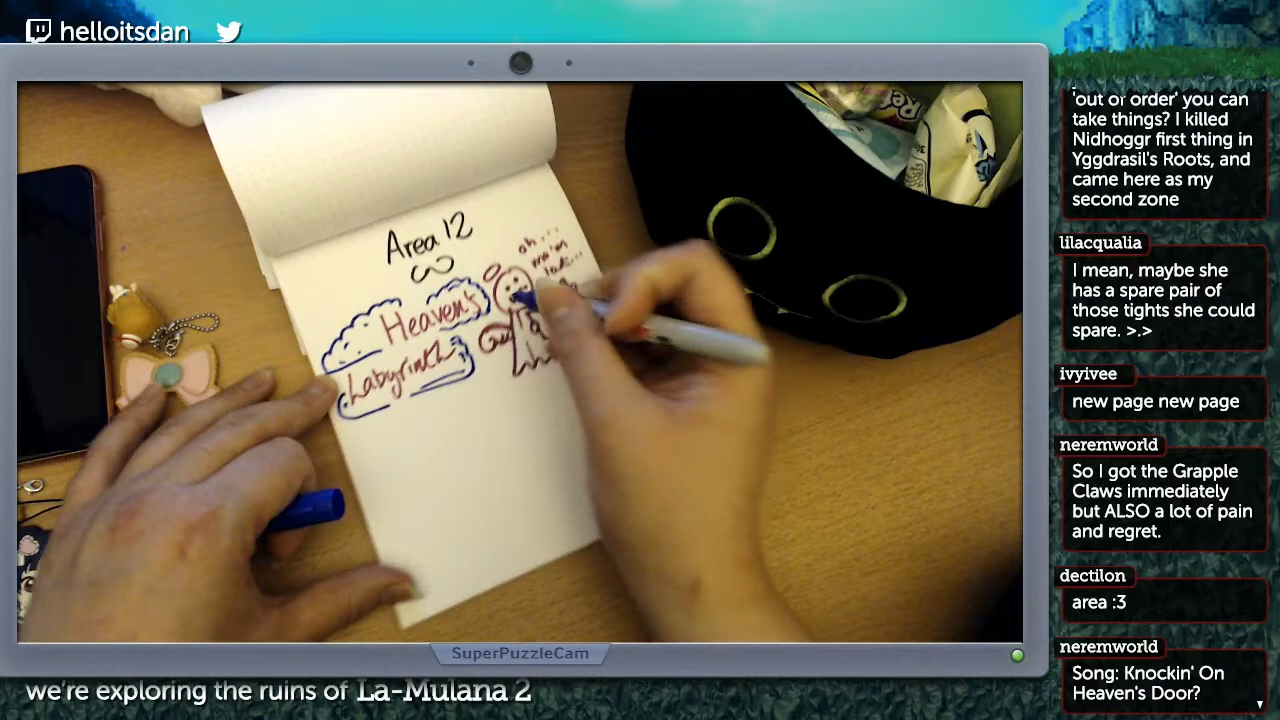 helloitsdan
Area 12
Heaven's
Labyrinth
oh...
ma'am
SuperPuzzleCam
we're exploring the ruins of La-Mulana 2
'out of order' you can
take things? I killed
Nidhoggr first thing in
Yggdrasil's Roots, and
came here as my
second zone
lilacqualia
I mean, maybe she
has a spare pair of
those tights she could
spare. >.>
ivyivee
new page new page
neremworld
So I got the Grapple
Claws immediately
but ALSO a lot of pain
and regret.
dectilon
area :3
neremworld
Song: Knockin' On
Heaven's Door?